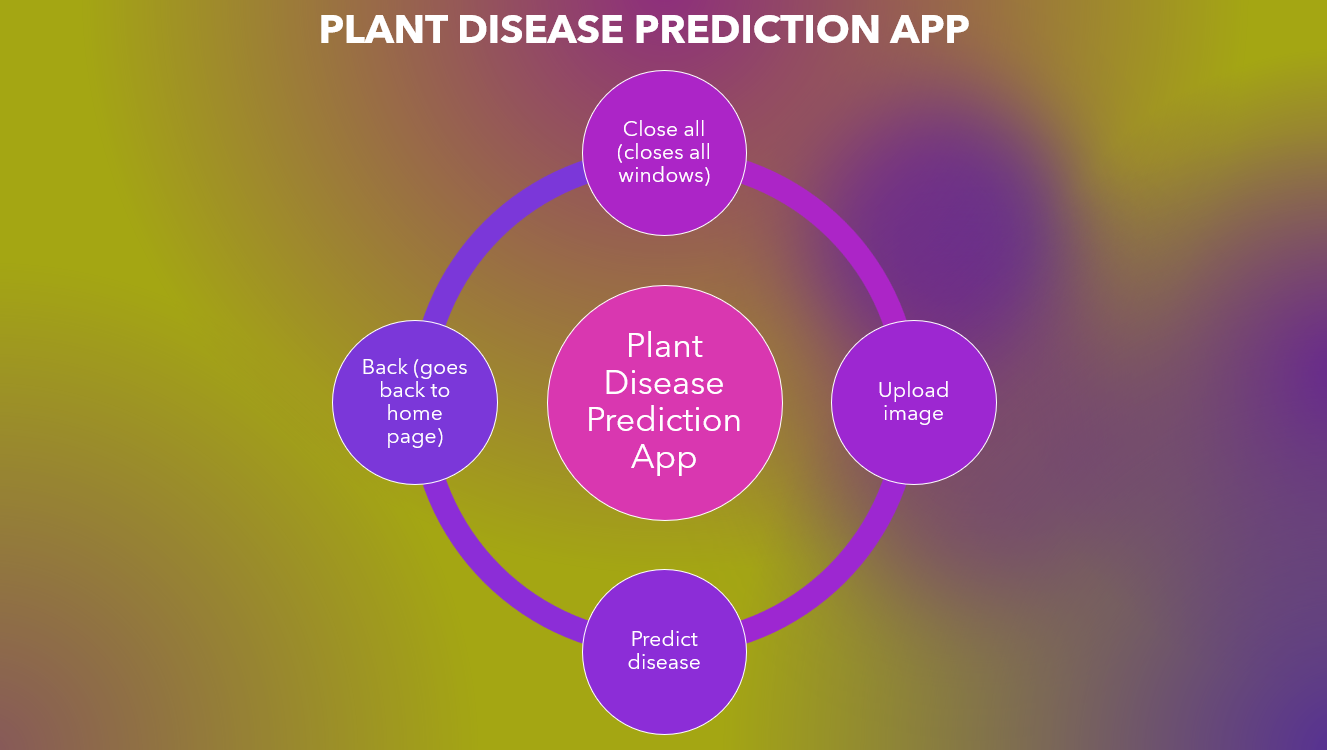 PLANT DISEASE PREDICTION APP
Close all
(closes all
windows)
Upload
image
Predict
disease
Back (goes
back to
home
page)
Plant
Disease
Prediction
App